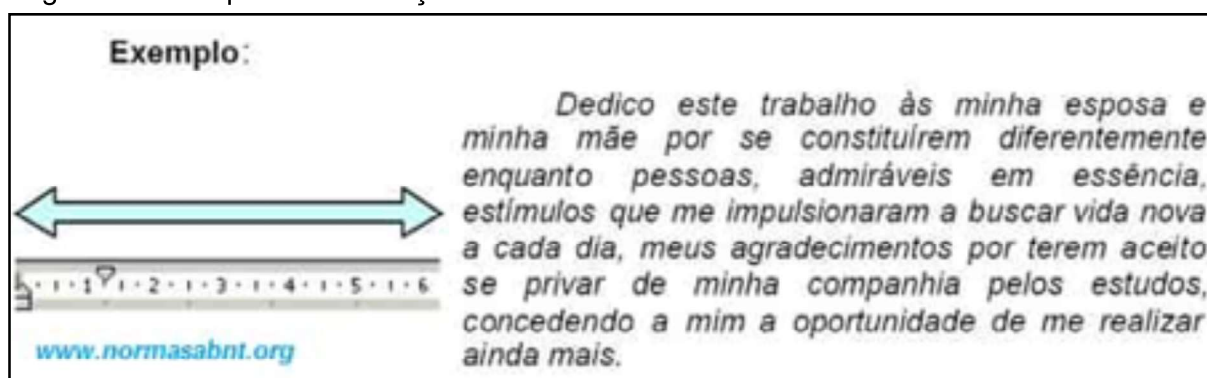 Exemplo:
Dedico este trabalho às minha esposa e
minha mãe por se constituírem diferentemente
enquanto pessoas, admiráveis em essência,
estímulos que me impulsionaram a buscar vida nova
a cada dia, meus agradecimentos por terem aceito
se privar de minha companhia pelos estudos,
concedendo a mim a oportunidade de me realizar
ainda mais.
1 2 3 4 5 6
www.normasabnt.org